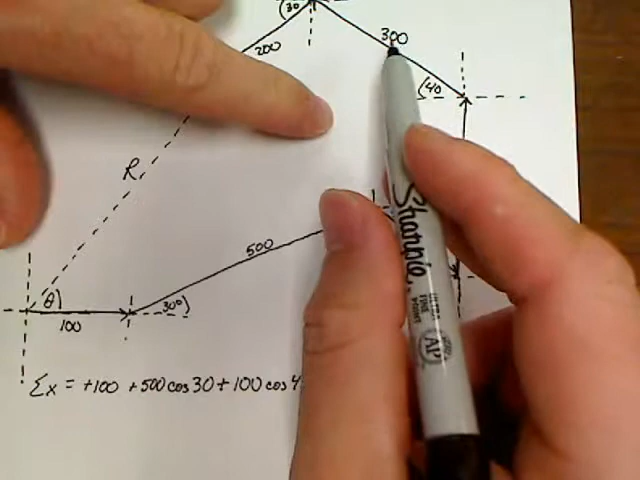 30
200
300
40
R
500
θ
30°
100
Σx = +100 +500 cos 30 + 100 cos 4
Sharpie.
ULTRA
FINE
POINT
AP